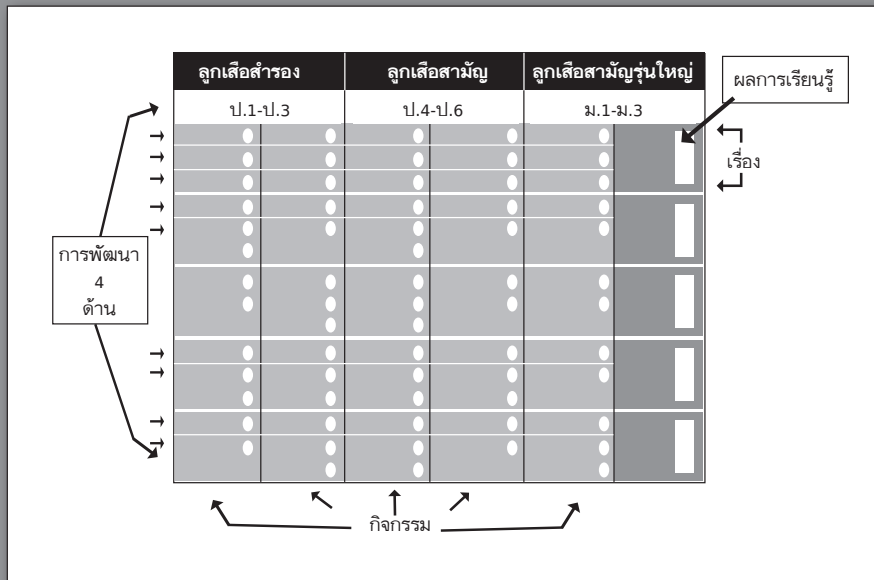 ลูกเสือสำรอง
ลูกเสือสามัญ
ลูกเสือสามัญรุ่นใหญ่
ผลการเรียนรู้
ป.1-ป.3
ป.4-ป.6
ม.1-ม.3
เรื่อง
การพัฒนา
4
ด้าน
กิจกรรม